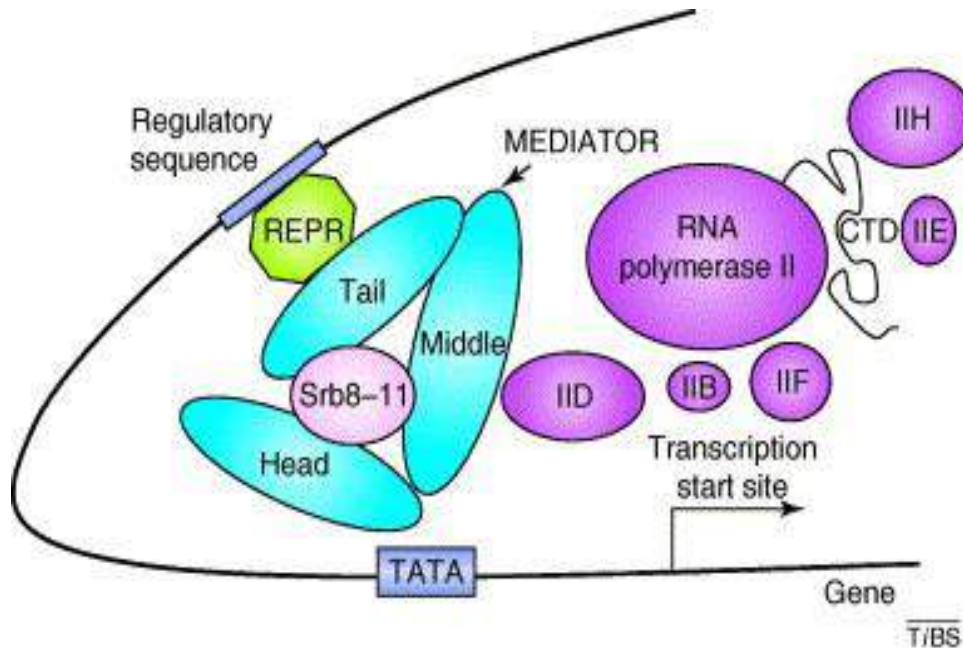 Regulatory
sequence
MEDIATOR
IIH
REPR
RNA
polymerase II
CTD
IIE
Tail
Middle
Srb8–11
IID
IIB
IIF
Head
Transcription
start site
TATA
Gene
TiBS